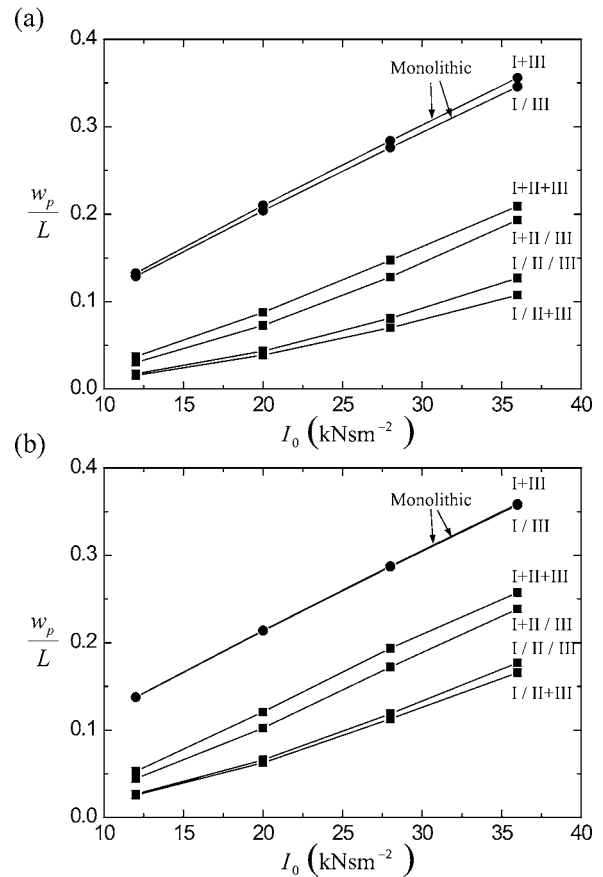 (a)
I+III
Monolithic
I / III
0.4
0.3
0.2
0.1
0.0
w_p
L
I+II+III
I+II / III
I / II / III
I / II+III
10 15 20 25 30 35 40
I_0 (kNsm^-2)
(b)
I+III
Monolithic
I / III
0.4
0.3
0.2
0.1
0.0
w_p
L
I+II+III
I+II / III
I / II / III
I / II+III
10 15 20 25 30 35 40
I_0 (kNsm^-2)